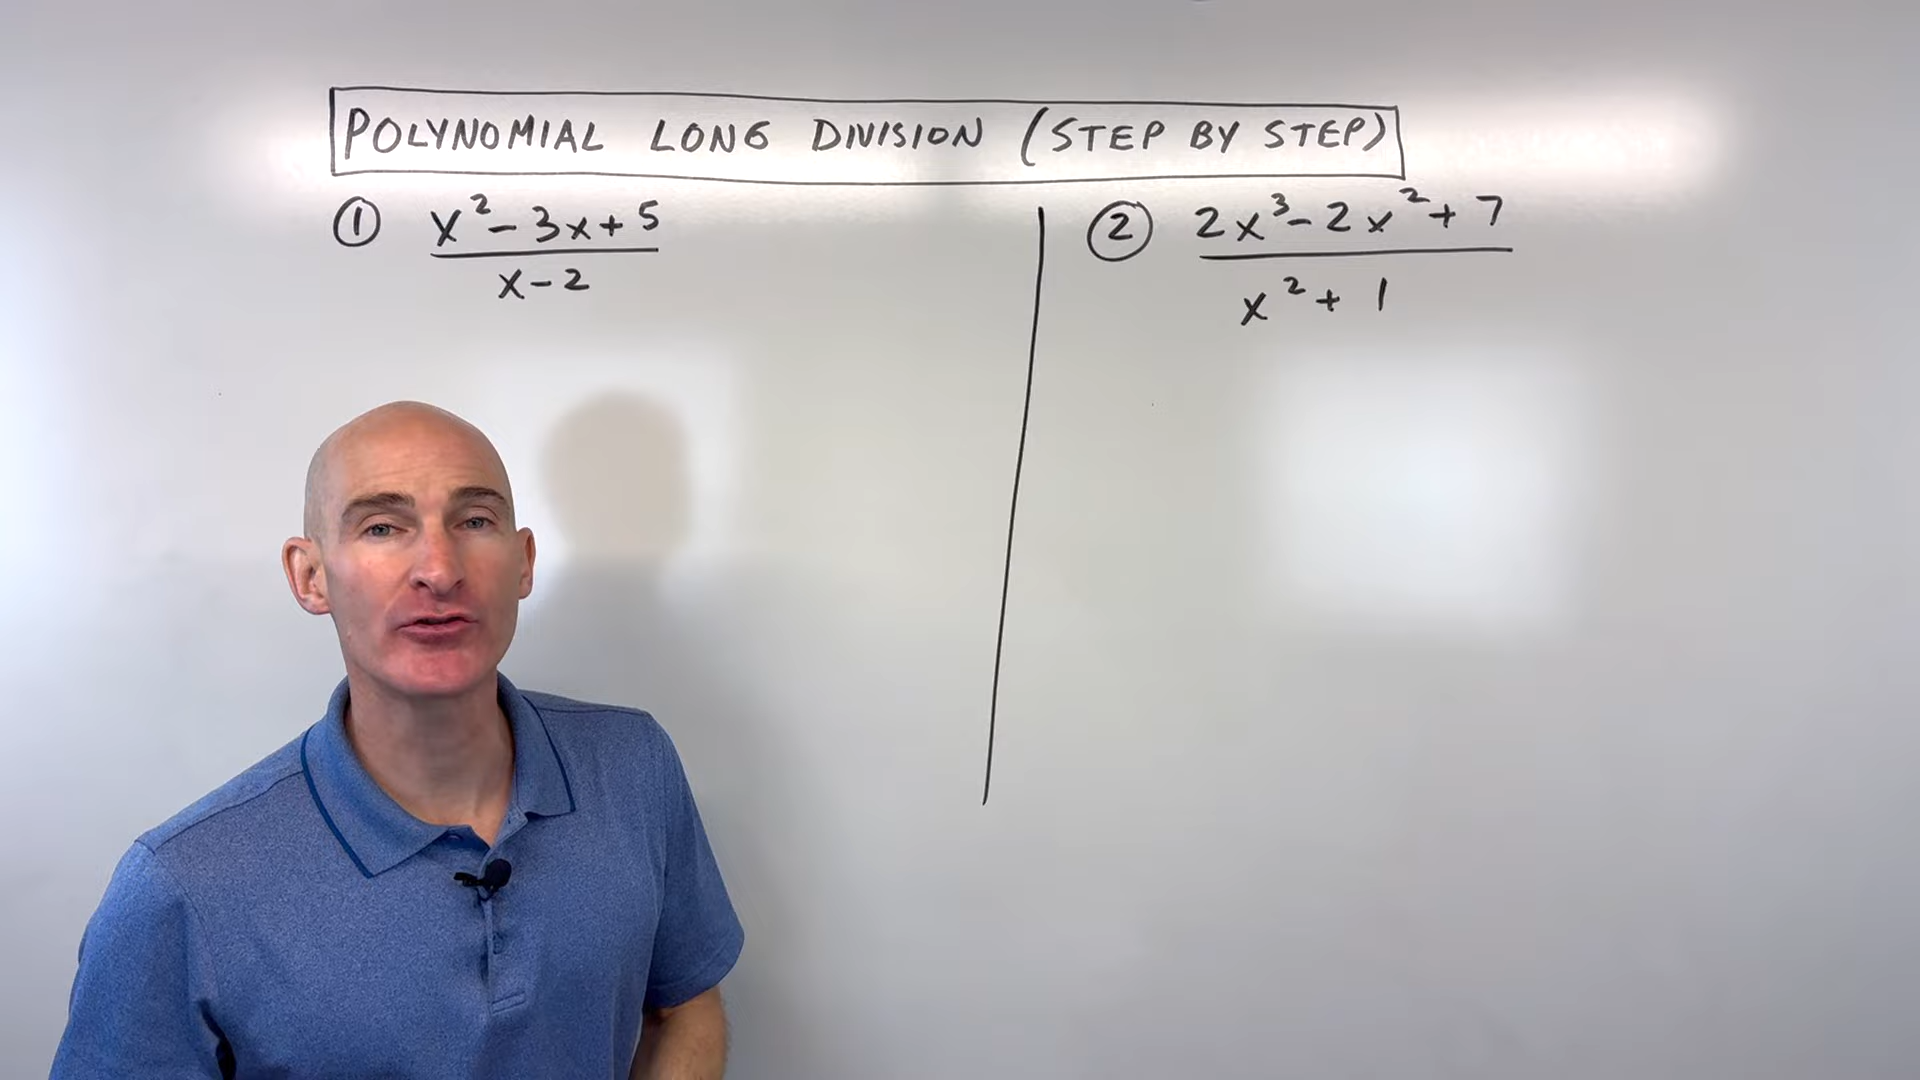 POLYNOMIAL LONG DIVISION (STEP BY STEP)
① x² - 3x + 5
x - 2
② 2x³ - 2x² + 7
x² + 1